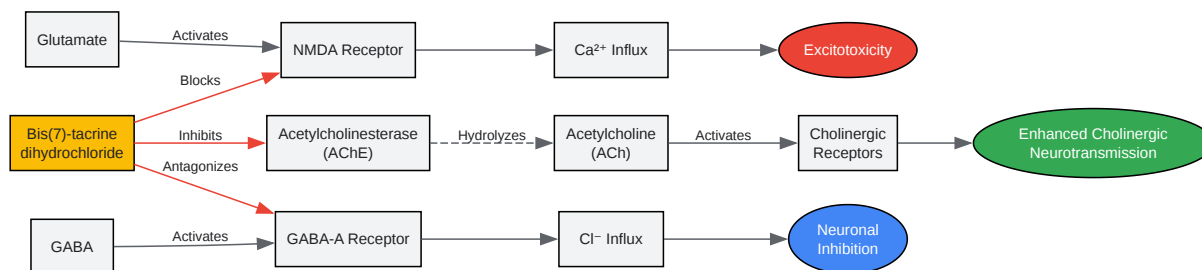 Glutamate
Activates
NMDA Receptor
Ca²⁺ Influx
Excitotoxicity
Blocks
Bis(7)-tacrine
dihydrochloride
Inhibits
Acetylcholinesterase
(AChE)
Hydrolyzes
Acetylcholine
(ACh)
Activates
Cholinergic
Receptors
Enhanced Cholinergic
Neurotransmission
Antagonizes
GABA
Activates
GABA-A Receptor
Cl⁻ Influx
Neuronal
Inhibition